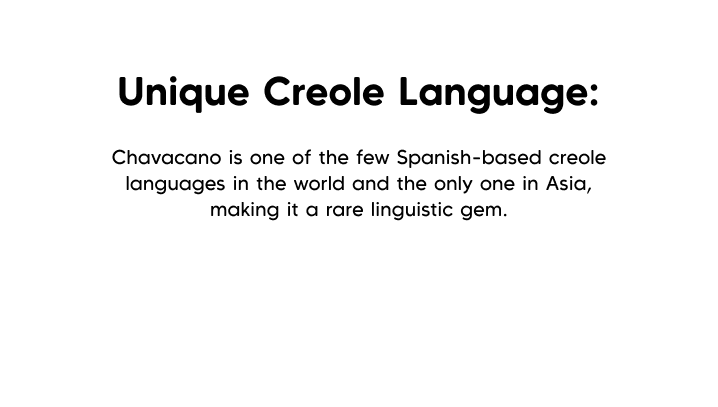 Unique Creole Language:
Chavacano is one of the few Spanish-based creole
languages in the world and the only one in Asia,
making it a rare linguistic gem.